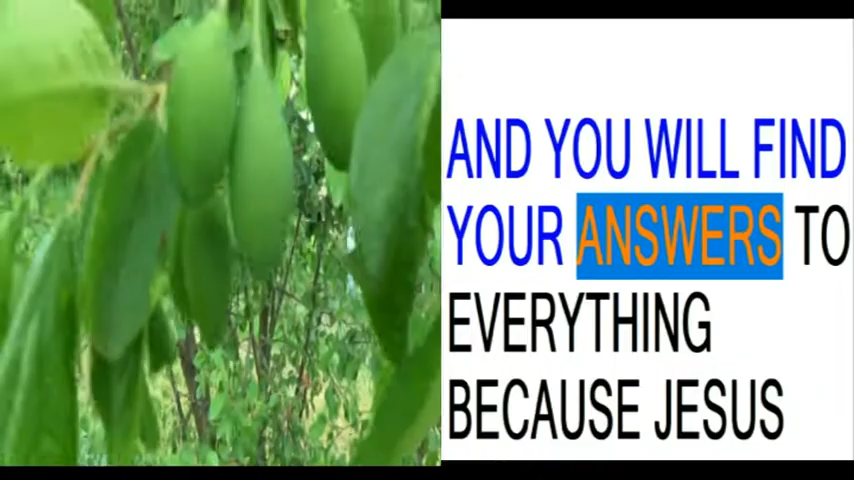 AND YOU WILL FIND
YOUR ANSWERS TO
EVERYTHING
BECAUSE JESUS